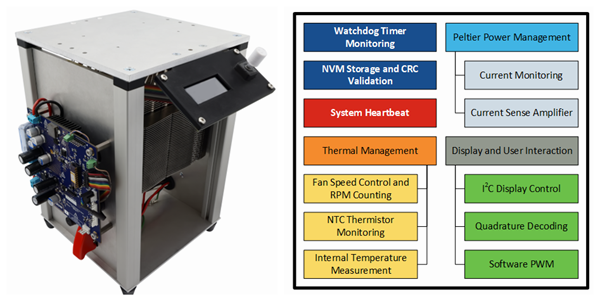 Watchdog Timer
Monitoring
NVM Storage and CRC
Validation
System Heartbeat
Thermal Management
Fan Speed Control and
RPM Counting
NTC Thermistor
Monitoring
Internal Temperature
Measurement
Peltier Power Management
Current Monitoring
Current Sense Amplifier
Display and User Interaction
I²C Display Control
Quadrature Decoding
Software PWM